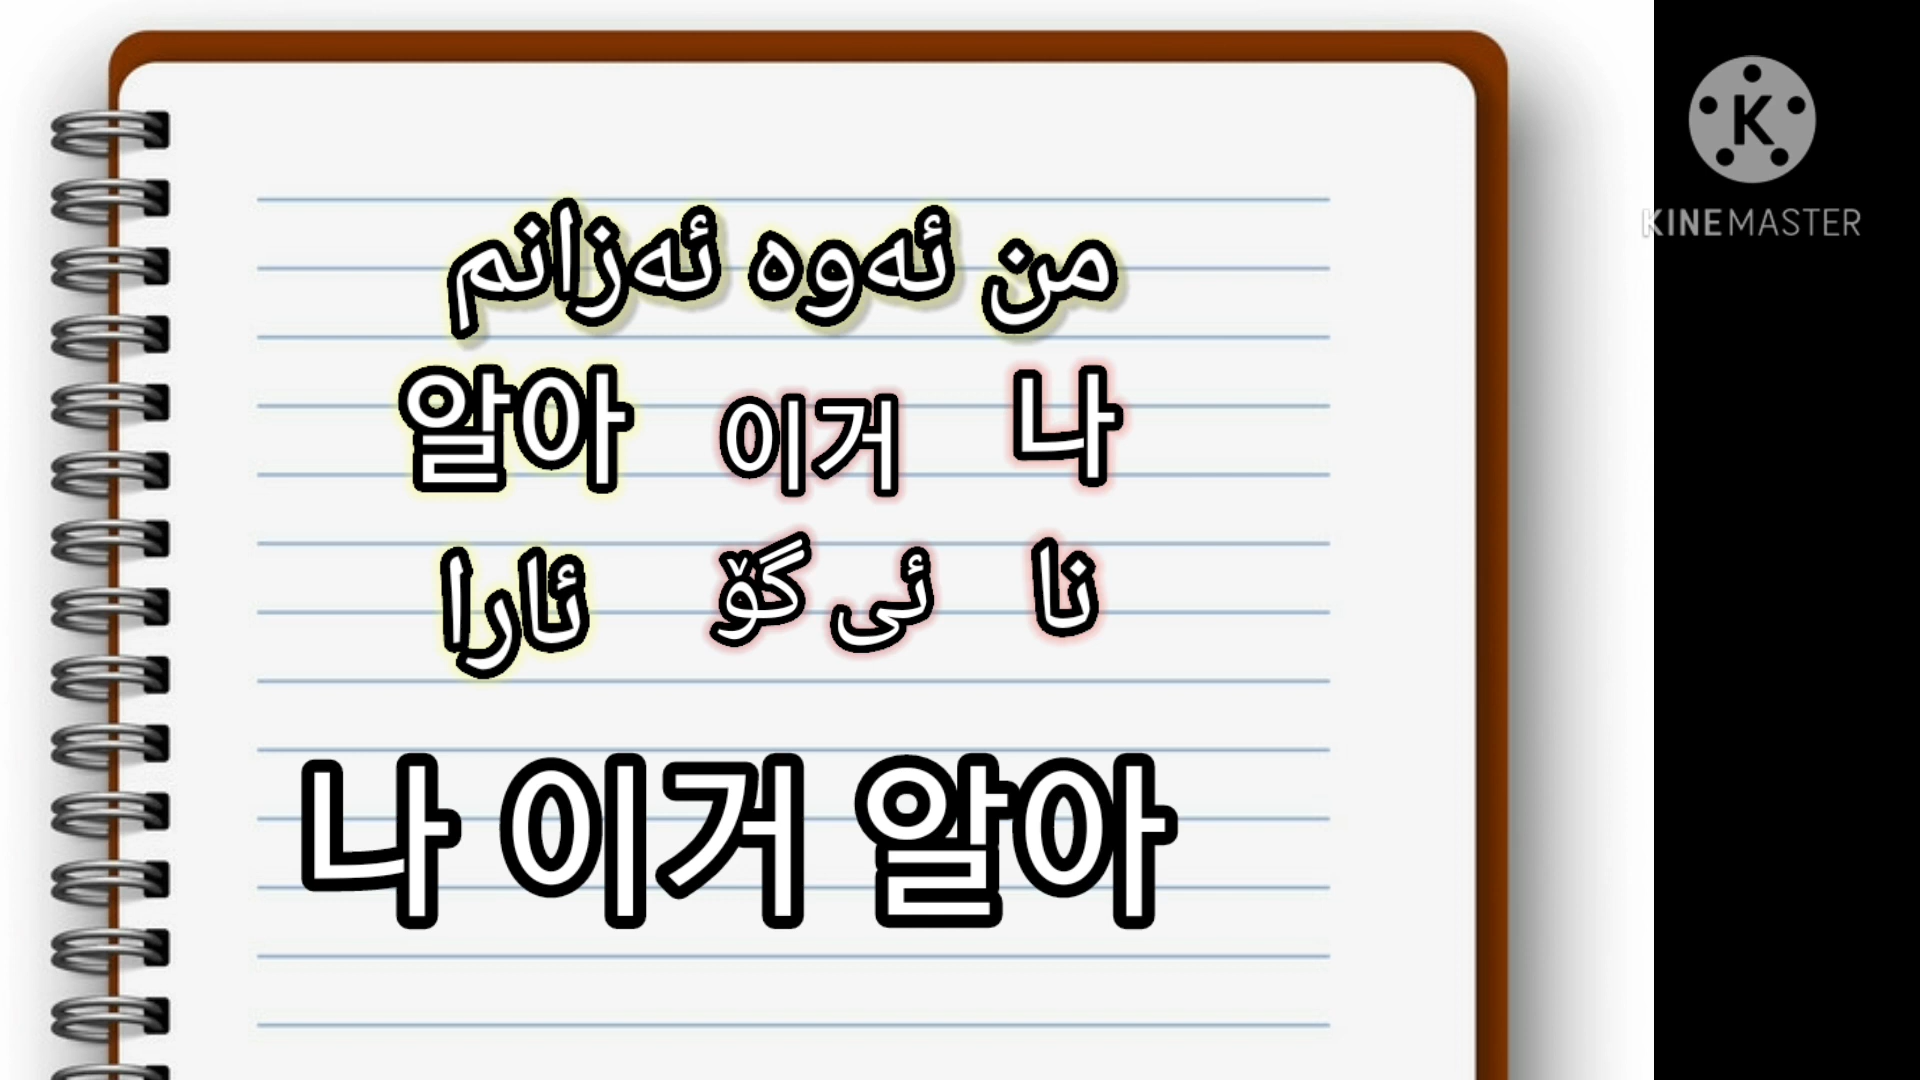 من ئەوە ئەزانم
알아 이거 나
نا ئی گۆ ئارا
나 이거 알아
K
KINEMASTER